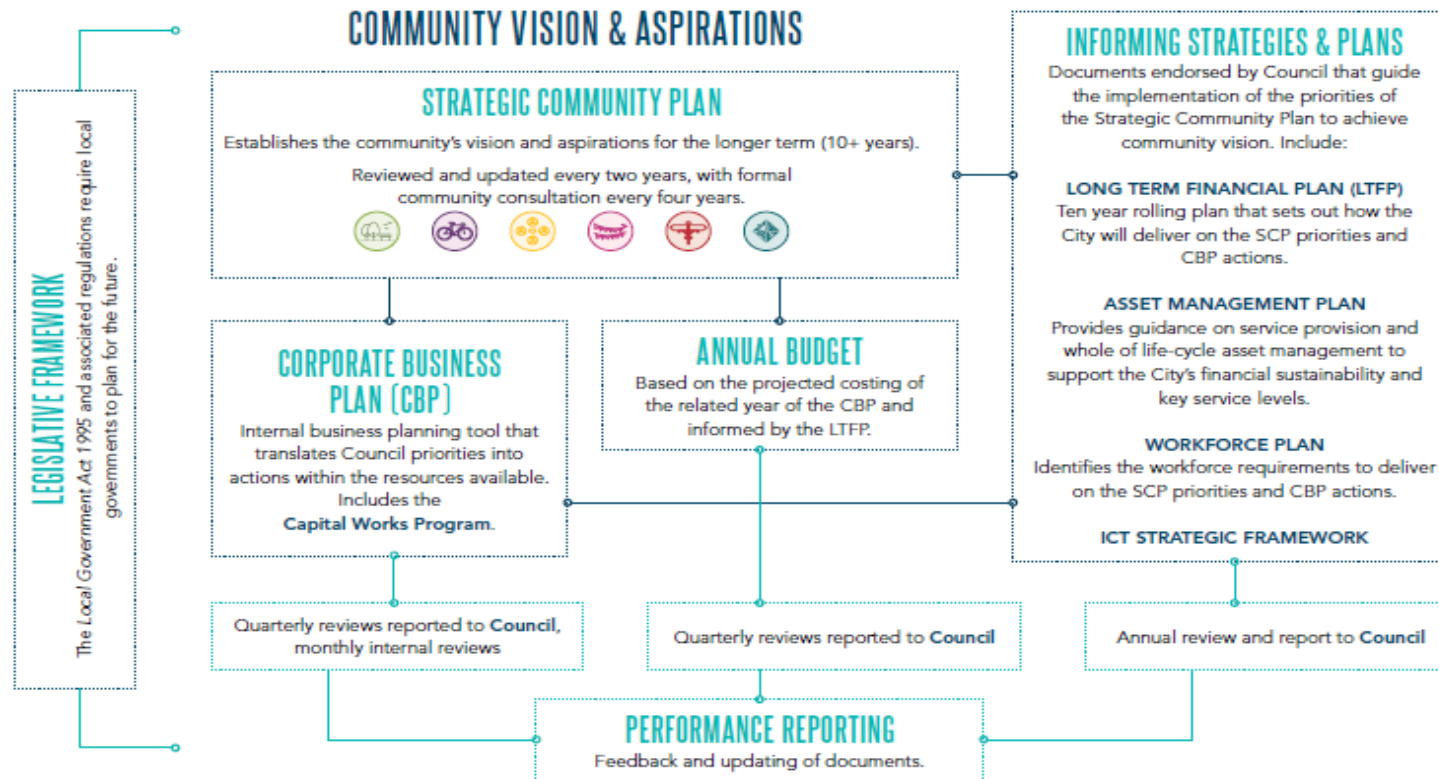 COMMUNITY VISION & ASPIRATIONS
LEGISLATIVE FRAMEWORK
The Local Government Act 1995 and associated regulations require local
governments to plan for the future.
STRATEGIC COMMUNITY PLAN
Establishes the community's vision and aspirations for the longer term (10+ years).
Reviewed and updated every two years, with formal
community consultation every four years.
CORPORATE BUSINESS
PLAN (CBP)
Internal business planning tool that
translates Council priorities into
actions within the resources available.
Includes the
Capital Works Program.
ANNUAL BUDGET
Based on the projected costing of
the related year of the CBP and
informed by the LTFP.
INFORMING STRATEGIES & PLANS
Documents endorsed by Council that guide
the implementation of the priorities of
the Strategic Community Plan to achieve
community vision. Include:
LONG TERM FINANCIAL PLAN (LTFP)
Ten year rolling plan that sets out how the
City will deliver on the SCP priorities and
CBP actions.
ASSET MANAGEMENT PLAN
Provides guidance on service provision and
whole of life-cycle asset management to
support the City's financial sustainability and
key service levels.
WORKFORCE PLAN
Identifies the workforce requirements to deliver
on the SCP priorities and CBP actions.
ICT STRATEGIC FRAMEWORK
Quarterly reviews reported to Council,
monthly internal reviews
Quarterly reviews reported to Council
Annual review and report to Council
PERFORMANCE REPORTING
Feedback and updating of documents.